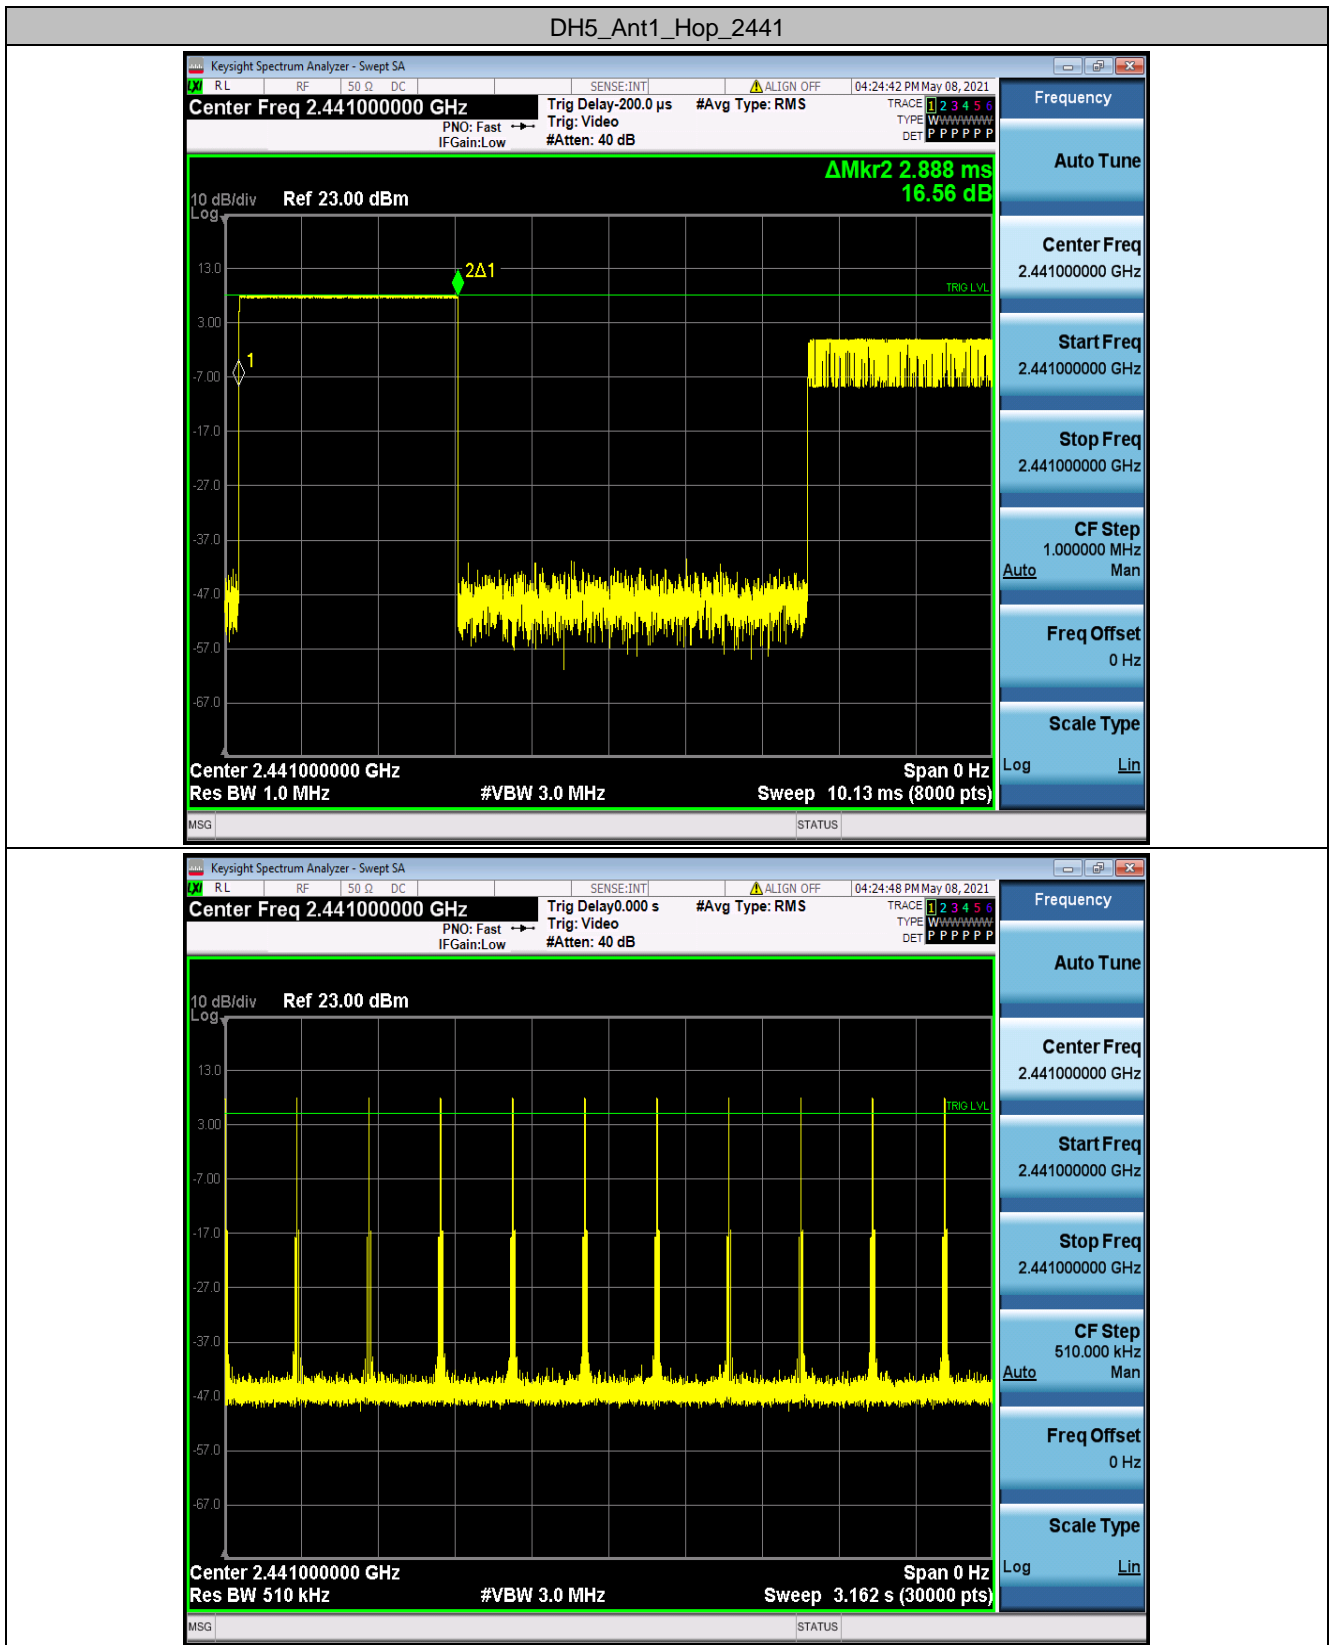 DH5_Ant1_Hop_2441
Keysight Spectrum Analyzer - Swept SA
LXI RL RF 50 Ω DC SENSE:INT ALIGN OFF 04:24:42 PM May 08, 2021
Center Freq 2.441000000 GHz
PNO: Fast
IFGain:Low
Trig Delay-200.0 µs
Trig: Video
#Atten: 40 dB
#Avg Type: RMS
TRACE 1 2 3 4 5 6
TYPE WWWWWW
DET P P P P P P
ΔMkr2 2.888 ms
16.56 dB
10 dB/div Ref 23.00 dBm
Log
13.0
3.00
-7.00
-17.0
-27.0
-37.0
-47.0
-57.0
-67.0
2Δ1
1
TRIG LVL
Center 2.441000000 GHz Span 0 Hz
Res BW 1.0 MHz #VBW 3.0 MHz Sweep 10.13 ms (8000 pts)
MSG STATUS
Frequency
Auto Tune
Center Freq
2.441000000 GHz
Start Freq
2.441000000 GHz
Stop Freq
2.441000000 GHz
CF Step
1.000000 MHz
Auto Man
Freq Offset
0 Hz
Scale Type
Log Lin
Keysight Spectrum Analyzer - Swept SA
LXI RL RF 50 Ω DC SENSE:INT ALIGN OFF 04:24:48 PM May 08, 2021
Center Freq 2.441000000 GHz
PNO: Fast
IFGain:Low
Trig Delay0.000 s
Trig: Video
#Atten: 40 dB
#Avg Type: RMS
TRACE 1 2 3 4 5 6
TYPE WWWWWW
DET P P P P P P
10 dB/div Ref 23.00 dBm
Log
13.0
3.00
-7.00
-17.0
-27.0
-37.0
-47.0
-57.0
-67.0
TRIG LVL
Center 2.441000000 GHz Span 0 Hz
Res BW 510 kHz #VBW 3.0 MHz Sweep 3.162 s (30000 pts)
MSG STATUS
Frequency
Auto Tune
Center Freq
2.441000000 GHz
Start Freq
2.441000000 GHz
Stop Freq
2.441000000 GHz
CF Step
510.000 kHz
Auto Man
Freq Offset
0 Hz
Scale Type
Log Lin